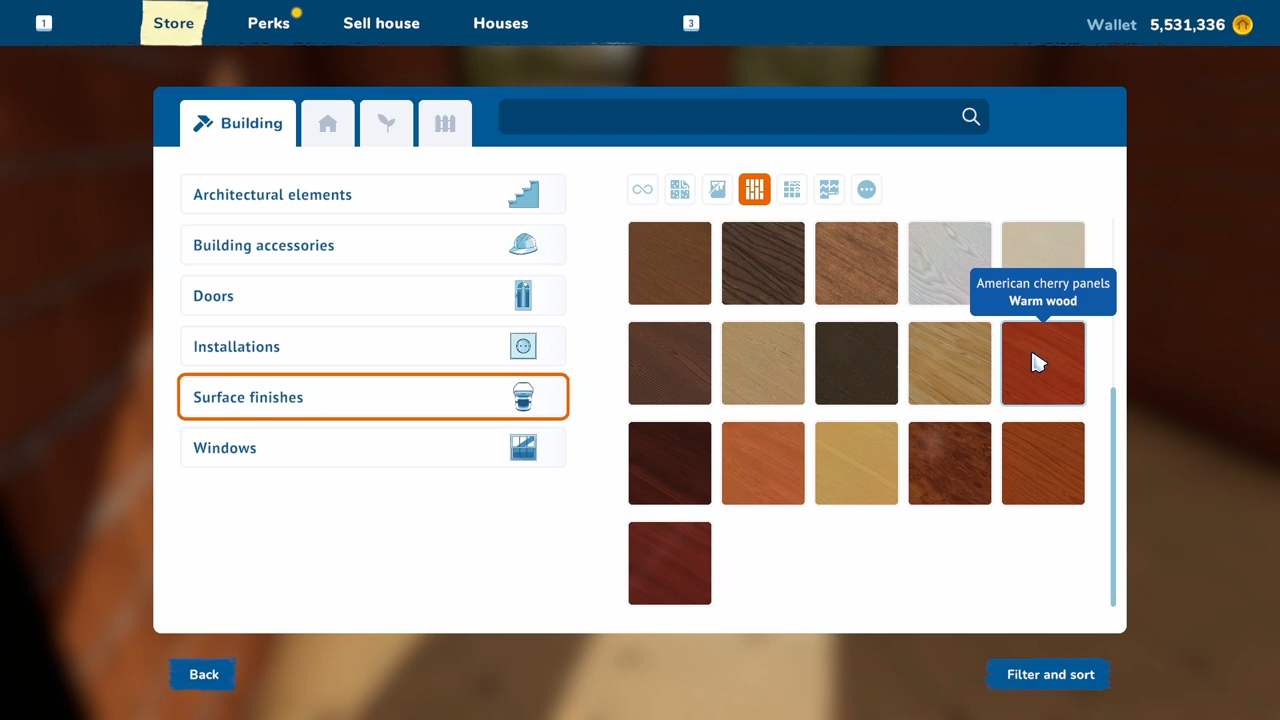 1
Store
Perks
Sell house
Houses
3
Wallet 5,531,336
Building
Architectural elements
Building accessories
Doors
Installations
Surface finishes
Windows
American cherry panels
Warm wood
Back
Filter and sort